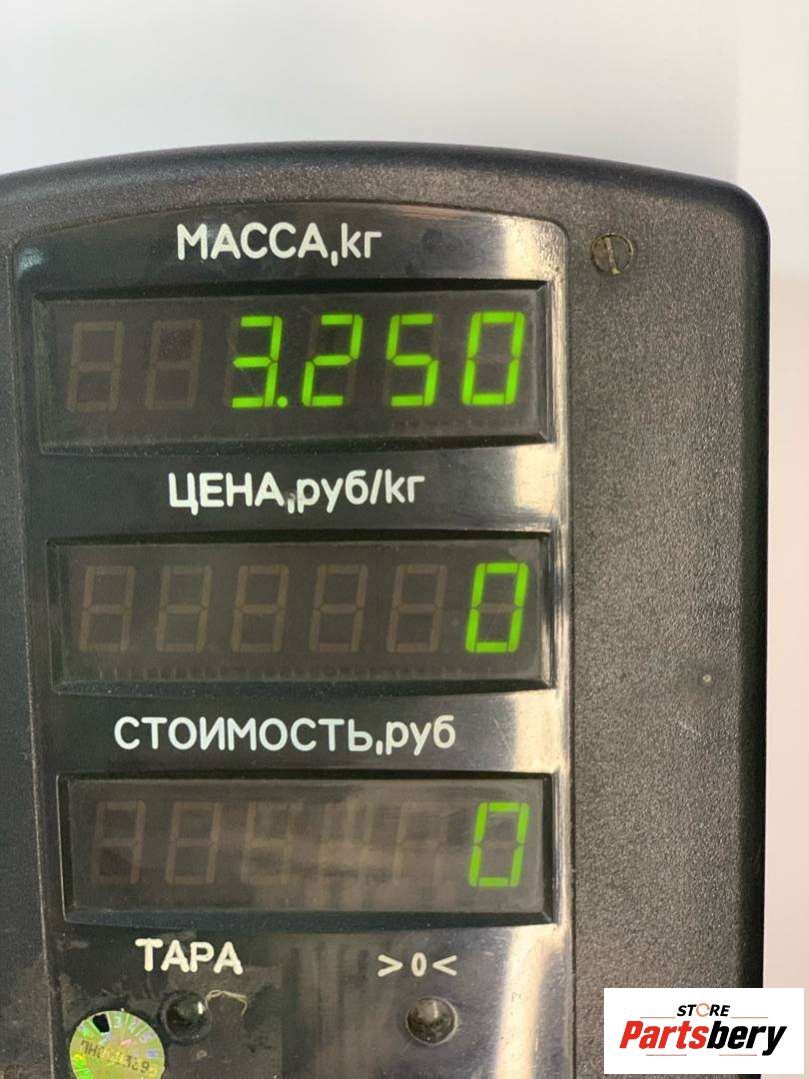 МАССА,кг
3.250
ЦЕНА,руб/кг
0
СТОИМОСТЬ,руб
0
ТАРА >0<
STORE
Partsbery